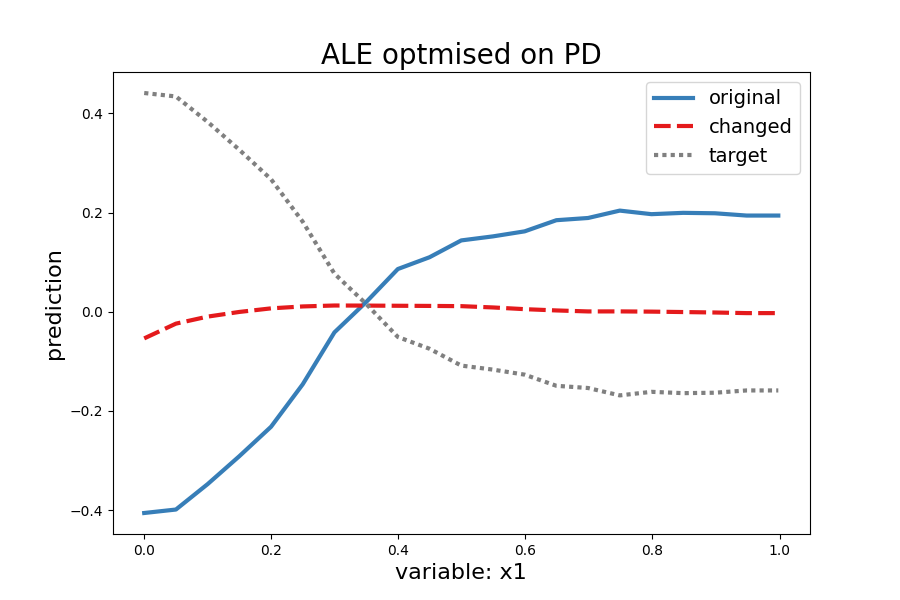 ALE optmised on PD
original
changed
target
prediction
0.4
0.2
0.0
−0.2
−0.4
0.0 0.2 0.4 0.6 0.8 1.0
variable: x1